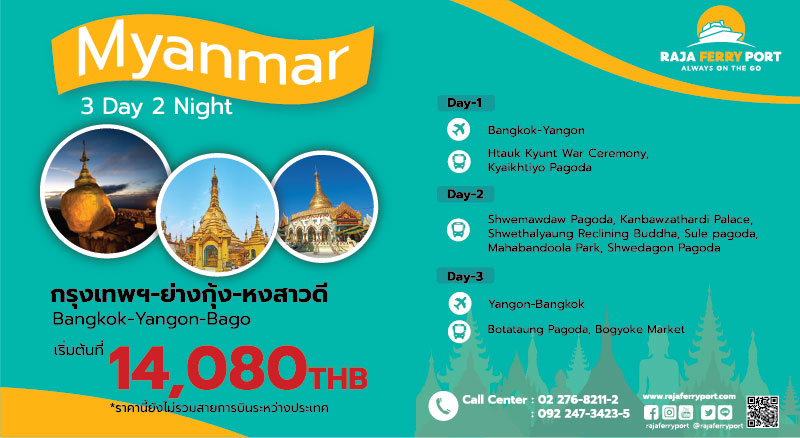 Myanmar
3 Day 2 Night
กรุงเทพฯ-ย่างกุ้ง-หงสาวดี
Bangkok-Yangon-Bago
เริ่มต้นที่ 14,080 THB
*ราคานี้ยังไม่รวมสายการบินระหว่างประเทศ
RAJA FERRY PORT
ALWAYS ON THE GO
Day-1
Bangkok-Yangon
Htauk Kyunt War Ceremony,
Kyaikhtiyo Pagoda
Day-2
Shwemawdaw Pagoda, Kanbawzathardi Palace,
Shwethalyaung Reclining Buddha, Sule pagoda,
Mahabandoola Park, Shwedagon Pagoda
Day-3
Yangon-Bangkok
Botataung Pagoda, Bogyoke Market
Call Center : 02 276-8211-2
: 092 247-3423-5
www.rajaferryport.com
rajaferryport @rajaferryport